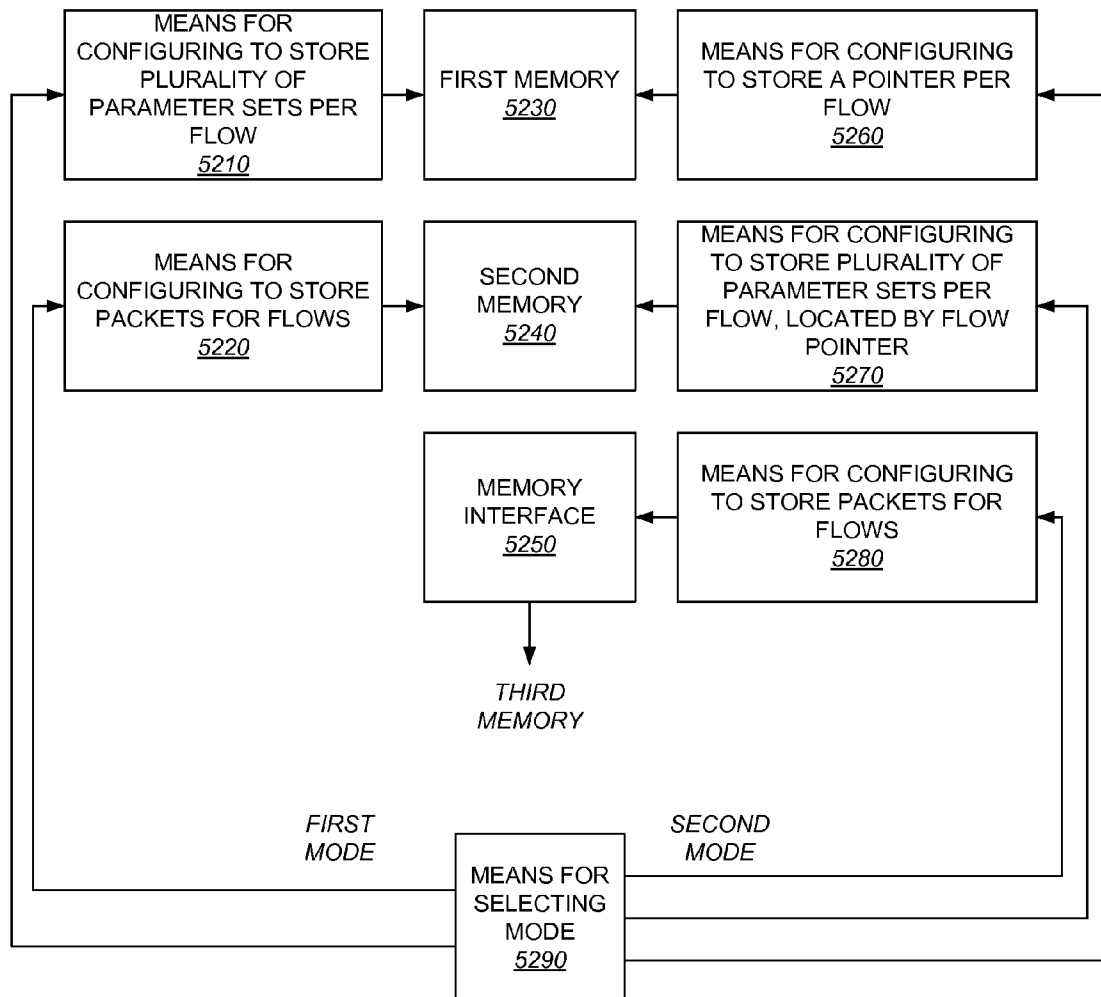 MEANS FOR
CONFIGURING TO STORE
PLURALITY OF
PARAMETER SETS PER
FLOW
5210
FIRST MEMORY
5230
MEANS FOR CONFIGURING
TO STORE A POINTER PER
FLOW
5260
MEANS FOR
CONFIGURING TO STORE
PACKETS FOR FLOWS
5220
SECOND
MEMORY
5240
MEANS FOR CONFIGURING
TO STORE PLURALITY OF
PARAMETER SETS PER
FLOW, LOCATED BY FLOW
POINTER
5270
MEMORY
INTERFACE
5250
MEANS FOR CONFIGURING
TO STORE PACKETS FOR
FLOWS
5280
THIRD
MEMORY
FIRST
MODE
SECOND
MODE
MEANS FOR
SELECTING
MODE
5290